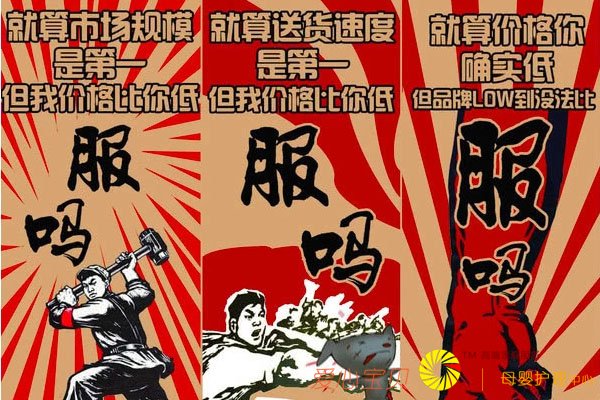 就算市场规模
是第一
但我价格比你低
服
吗
就算送货速度
是第一
但我价格比你低
服
吗
就算价格你
确实低
但品牌LOW到没法比
服
吗
母婴护理中心